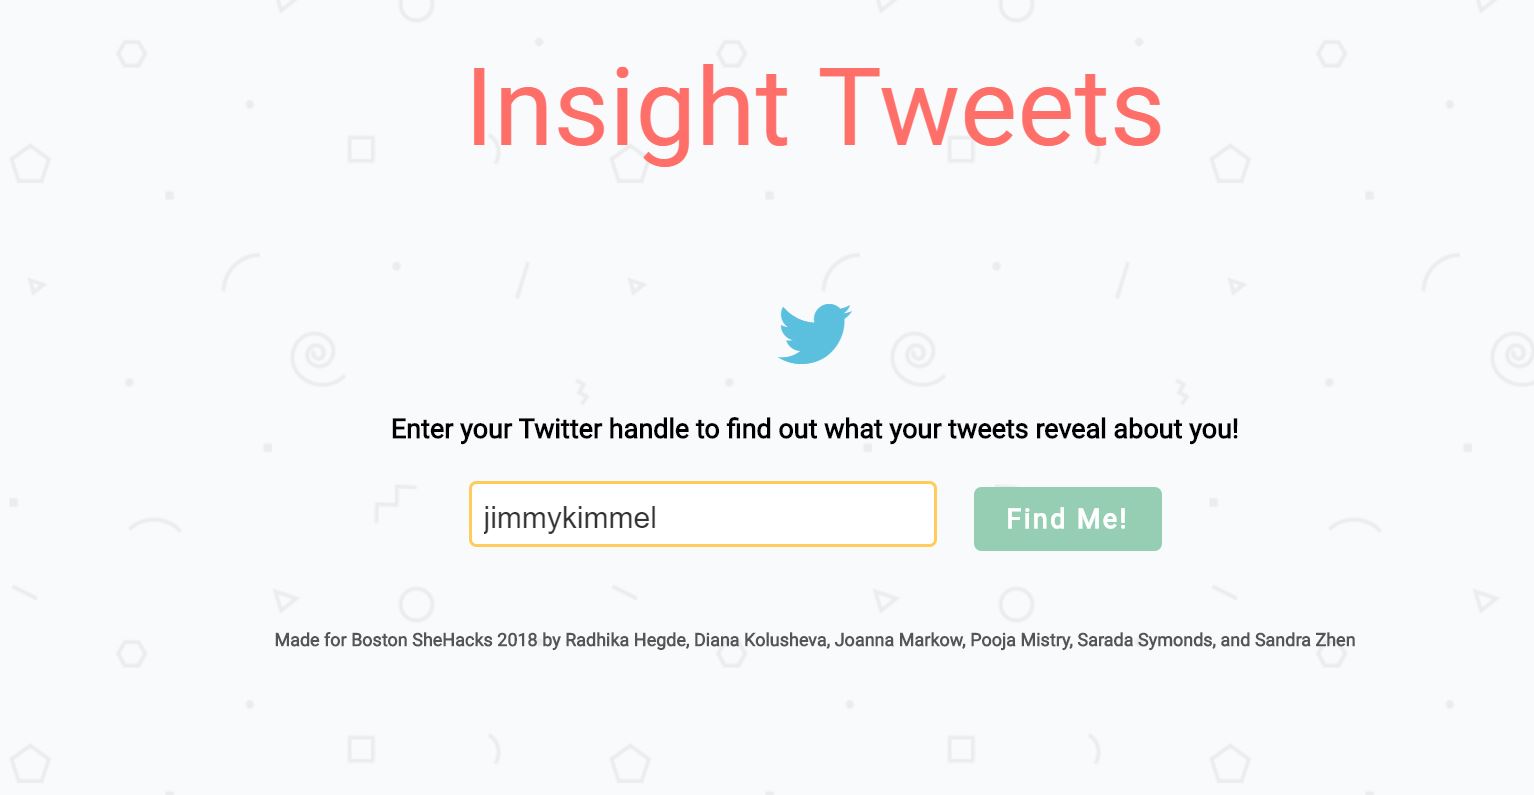 Insight Tweets
Enter your Twitter handle to find out what your tweets reveal about you!
jimmykimmel
Find Me!
Made for Boston SheHacks 2018 by Radhika Hegde, Diana Kolusheva, Joanna Markow, Pooja Mistry, Sarada Symonds, and Sandra Zhen